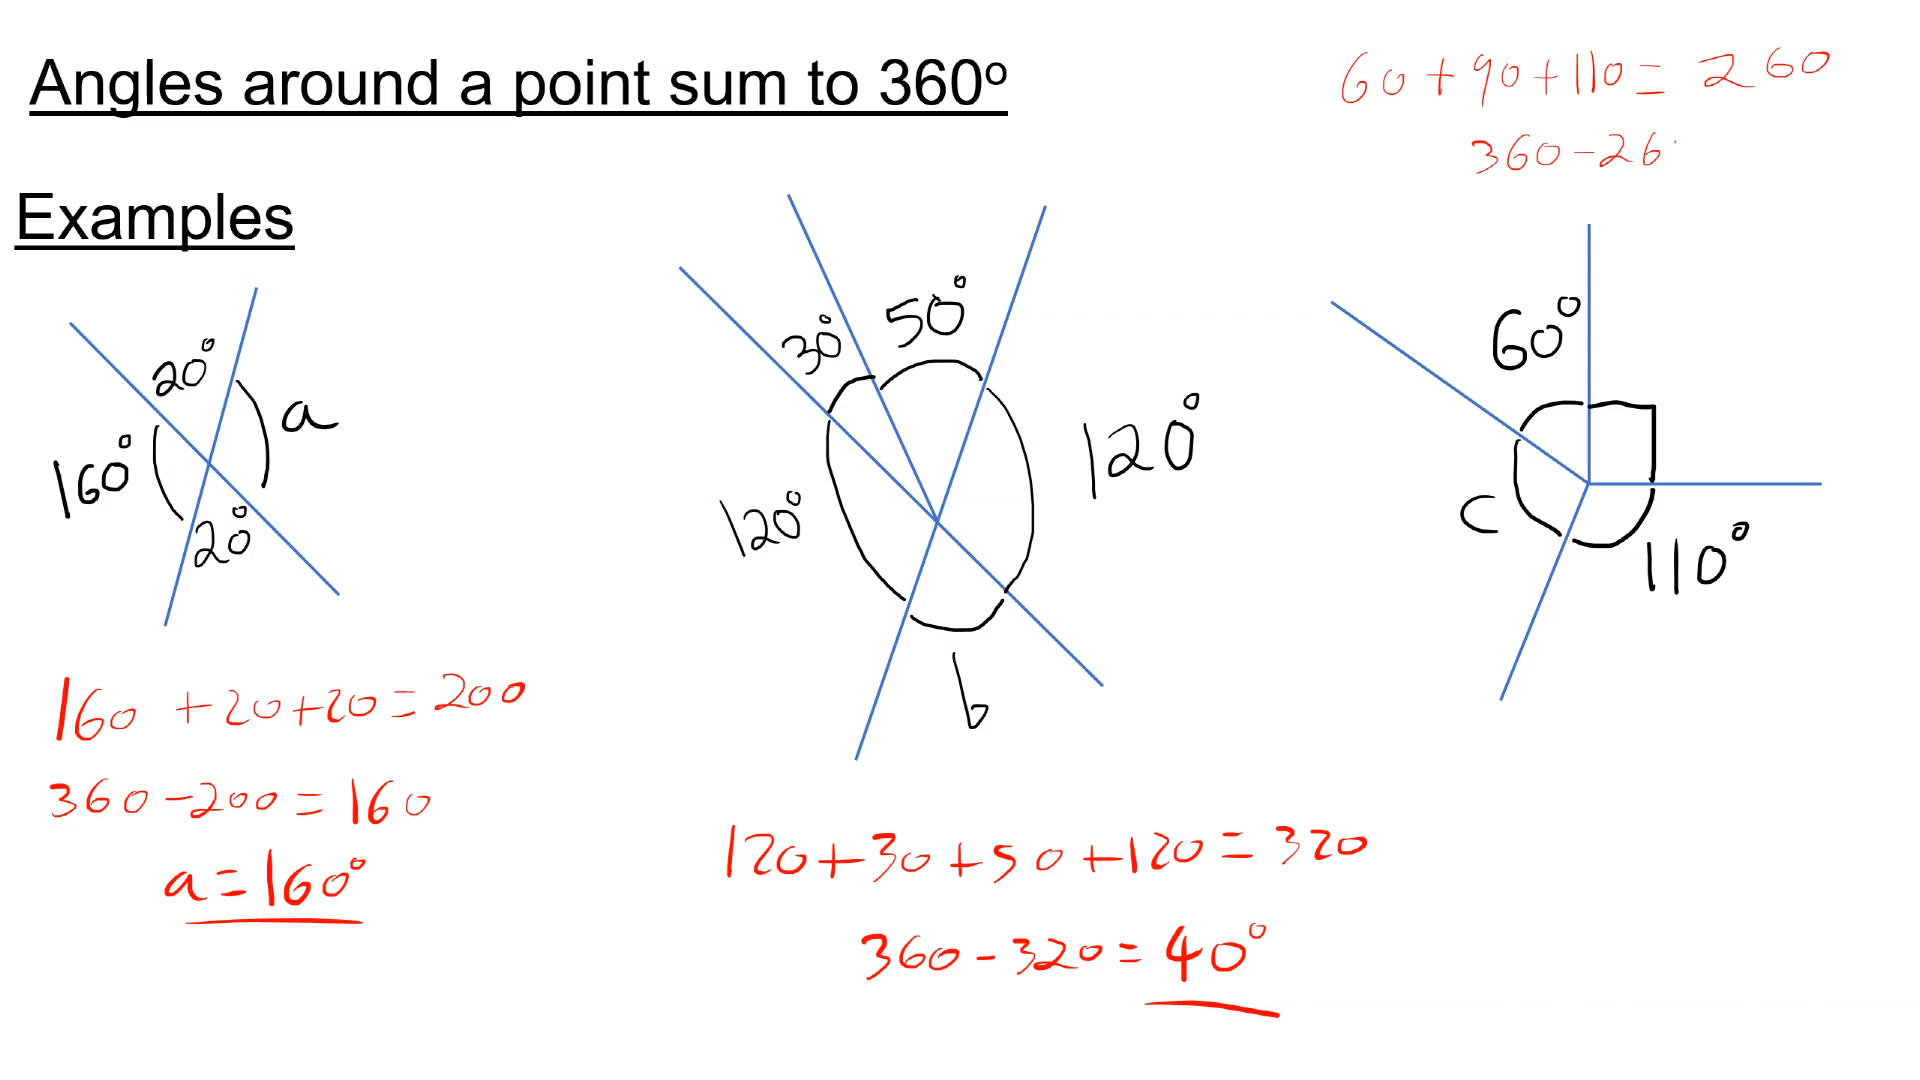 Angles around a point sum to 360°
60 + 90 + 110 = 260
360 - 26
Examples
20°
a
160°
20°
160 + 20 + 20 = 200
360 - 200 = 160
a = 160°
30°
50°
120°
120°
b
120 + 30 + 50 + 120 = 320
360 - 320 = 40°
60°
c
110°